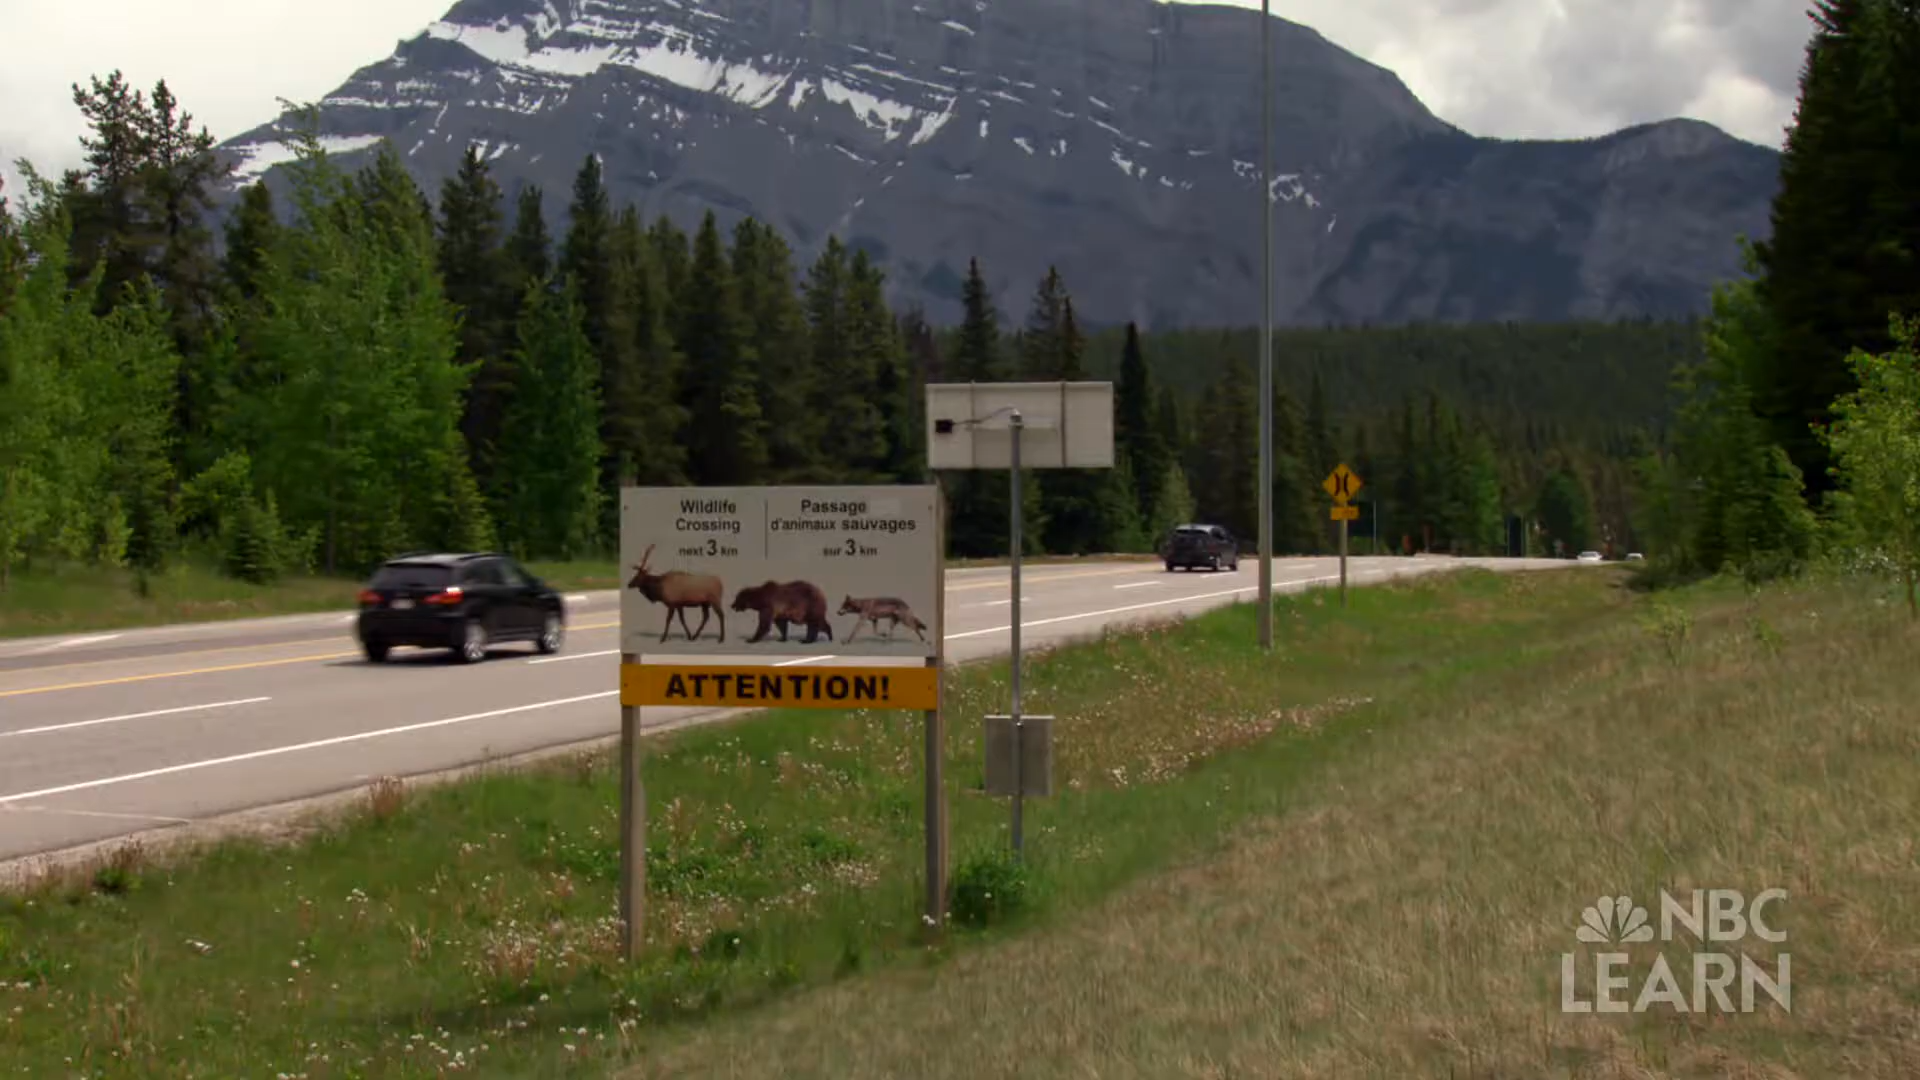 Wildlife
Crossing
next 3 km
Passage
d'animaux sauvages
sur 3 km
ATTENTION!
NBC
LEARN